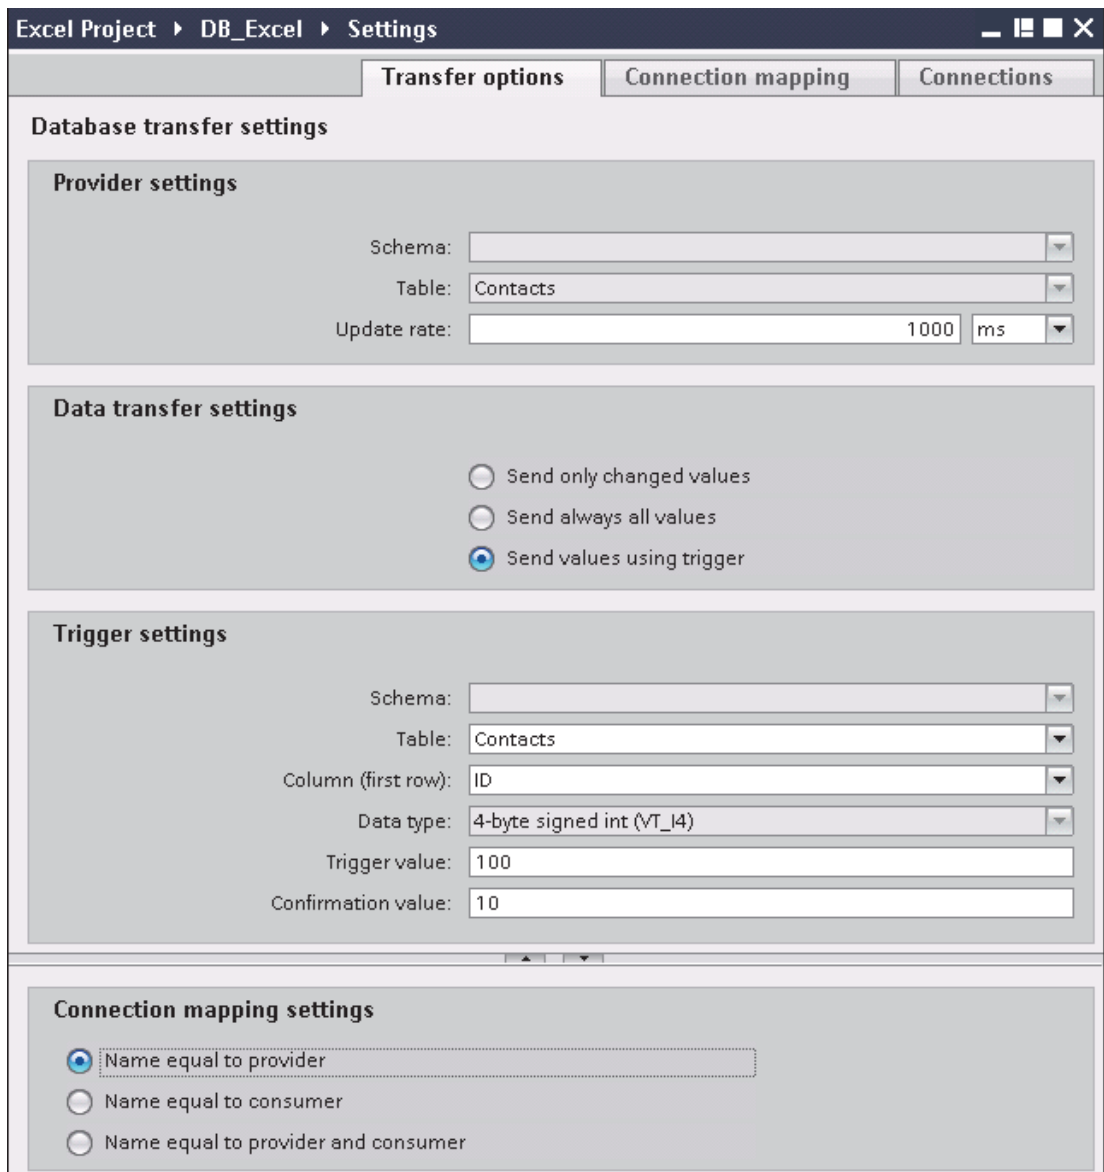 Excel Project ▸ DB_Excel ▸ Settings
Transfer options Connection mapping Connections
Database transfer settings
Provider settings
Schema:
Table: Contacts
Update rate: 1000 ms
Data transfer settings
Send only changed values
Send always all values
Send values using trigger
Trigger settings
Schema:
Table: Contacts
Column (first row): ID
Data type: 4-byte signed int (VT_I4)
Trigger value: 100
Confirmation value: 10
Connection mapping settings
Name equal to provider
Name equal to consumer
Name equal to provider and consumer